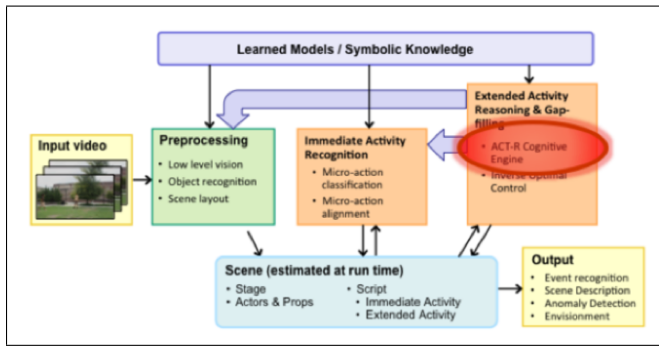 Learned Models / Symbolic Knowledge
Input video
Preprocessing
• Low level vision
• Object recognition
• Scene layout
Immediate Activity
Recognition
• Micro-action
classification
• Micro-action
alignment
Extended Activity
Reasoning & Gap-
filling
• ACT-R Cognitive
Engine
• Inverse Optimal
Control
Scene (estimated at run time)
• Stage
• Actors & Props
• Script
• Immediate Activity
• Extended Activity
Output
• Event recognition
• Scene Description
• Anomaly Detection
• Envisionment